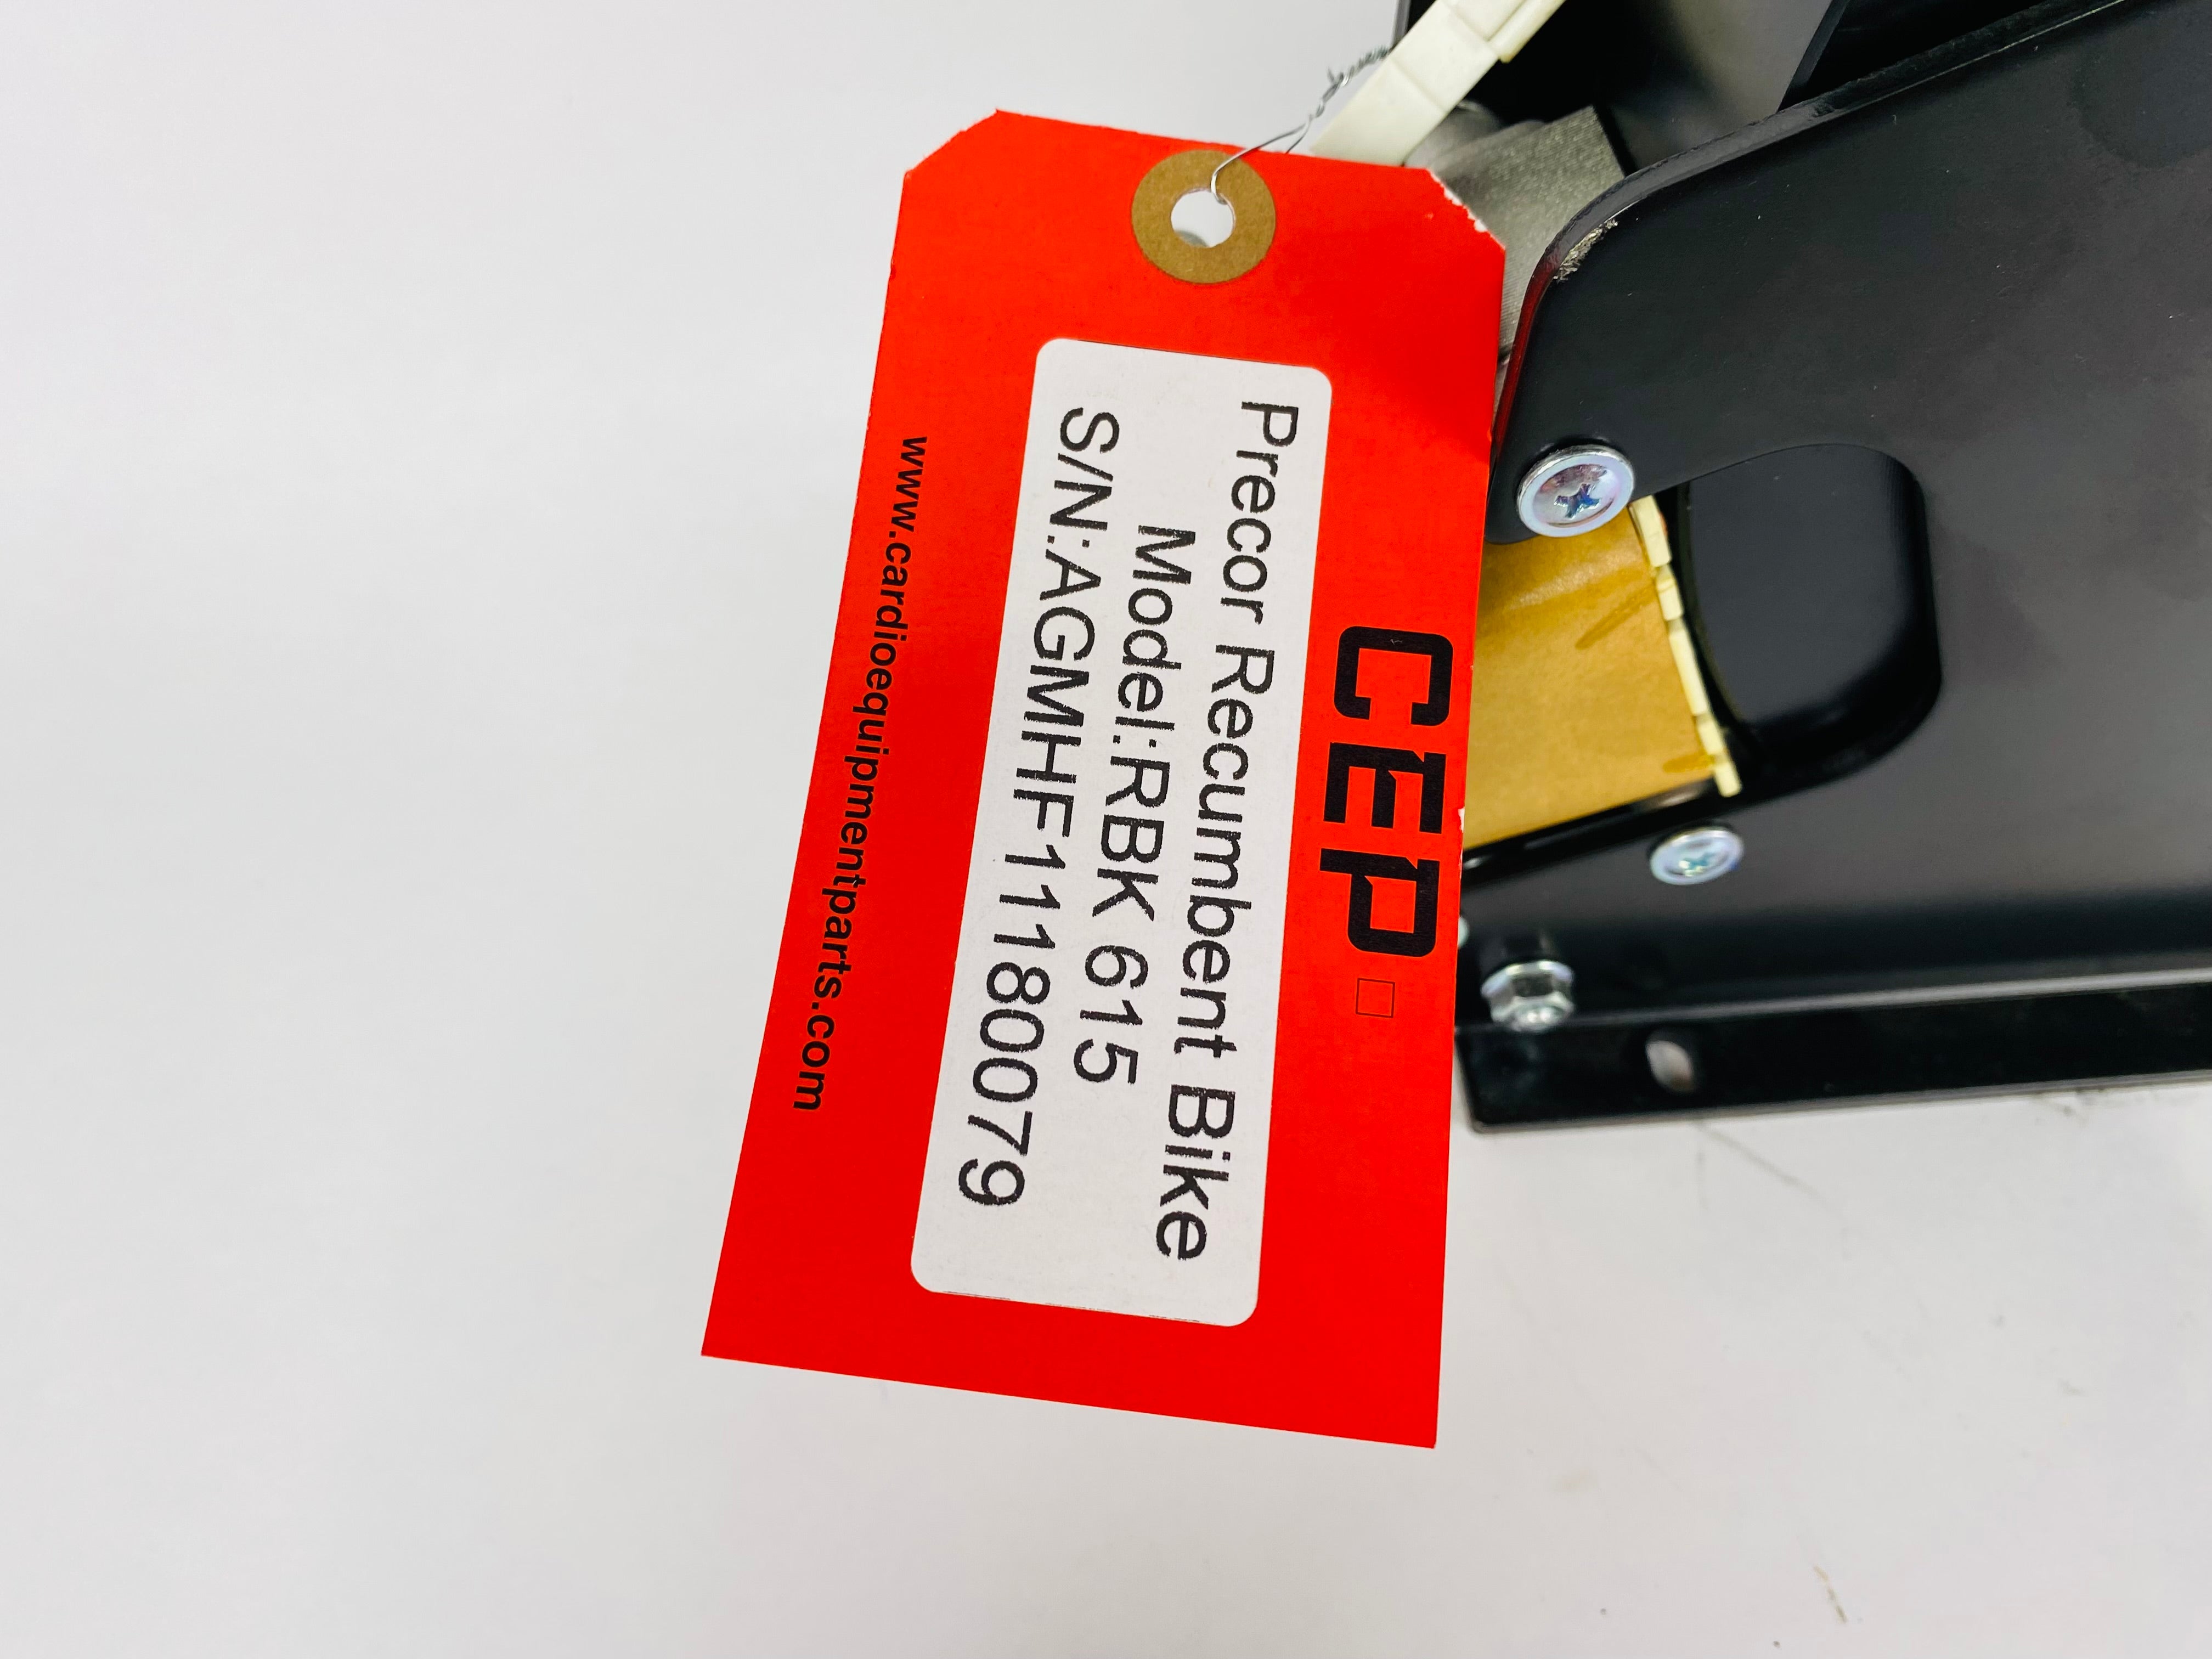 CEP
Precor Recumbent Bike
Model:RBK 615
S/N:AGMHF11180079
www.cardioequipmentparts.com